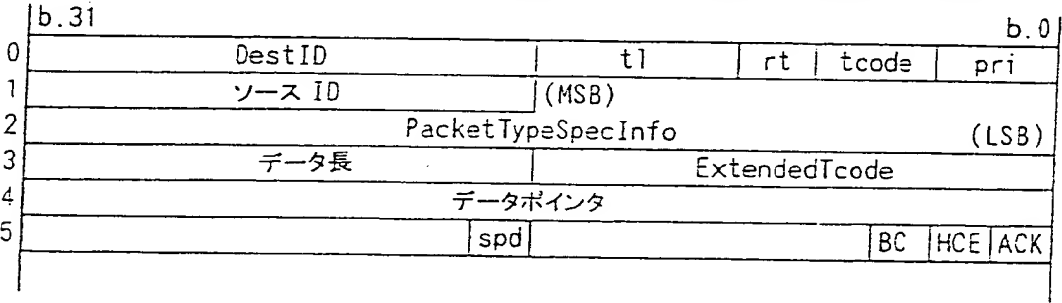 b.31 b.0
0 DestID tl rt tcode pri
1 ソース ID (MSB)
2 PacketTypeSpecInfo (LSB)
3 データ長 ExtendedTcode
4 データポインタ
5 spd BC HCE ACK